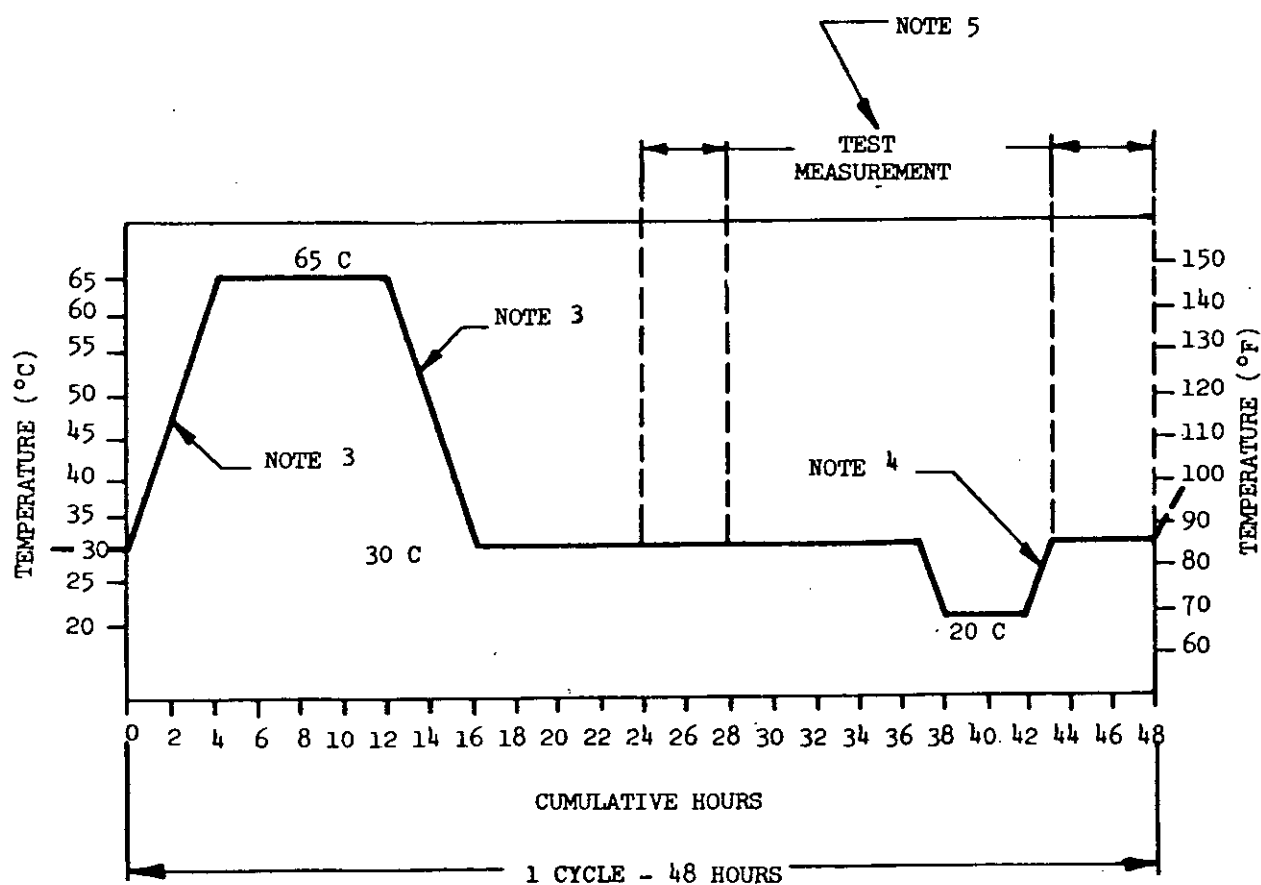 NOTE 5
TEST
MEASUREMENT
65 C
NOTE 3
NOTE 3
30 C
NOTE 4
20 C
TEMPERATURE (°C)
65
60
55
50
45
40
35
30
25
20
TEMPERATURE (°F)
150
140
130
120
110
100
90
80
70
60
0 2 4 6 8 10 12 14 16 18 20 22 24 26 28 30 32 34 36 38 40 42 44 46 48
CUMULATIVE HOURS
1 CYCLE - 48 HOURS